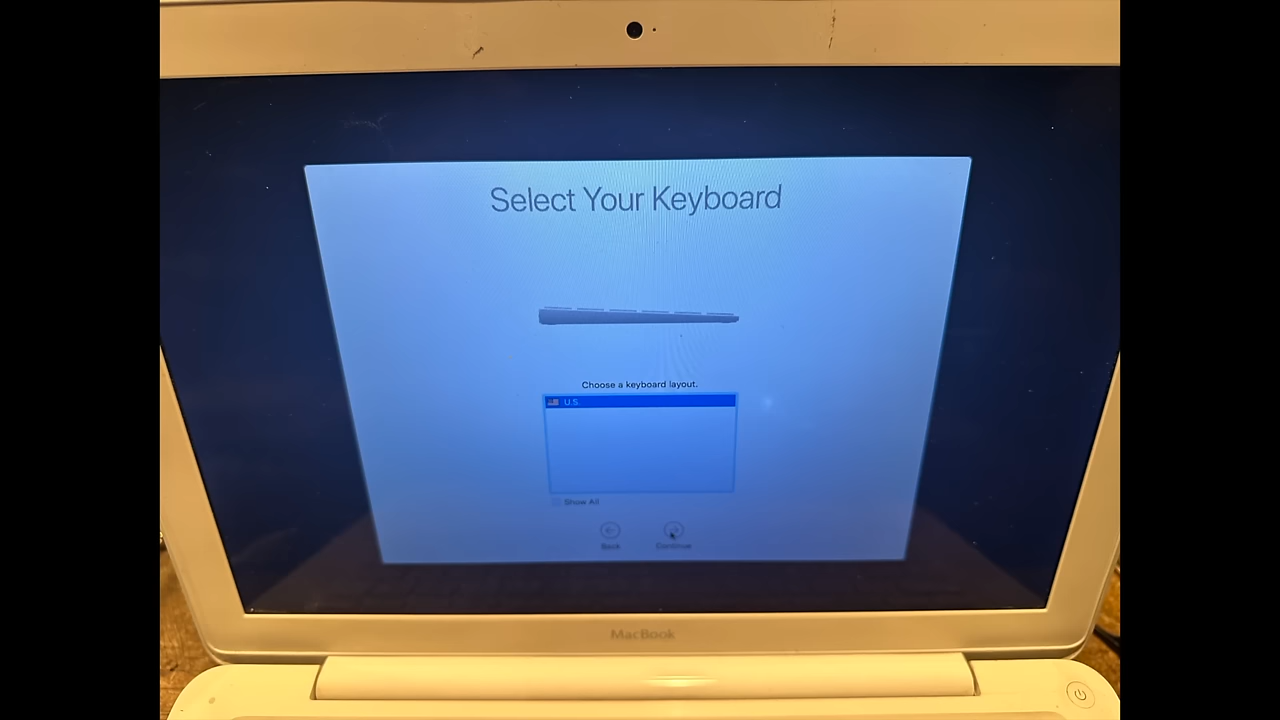 Select Your Keyboard
Choose a keyboard layout.
U.S.
Show All
Back
Continue
MacBook